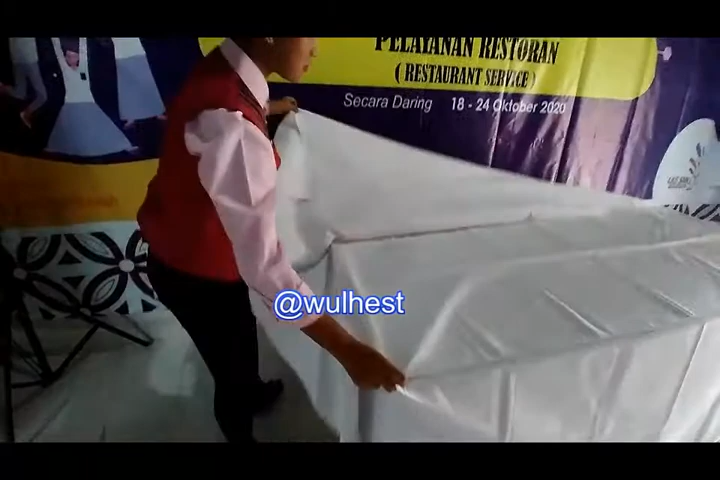 PELAYANAN RESTORAN
( RESTAURANT SERVICE )
Secara Daring 18 - 24 Oktober 2020
@wulhest